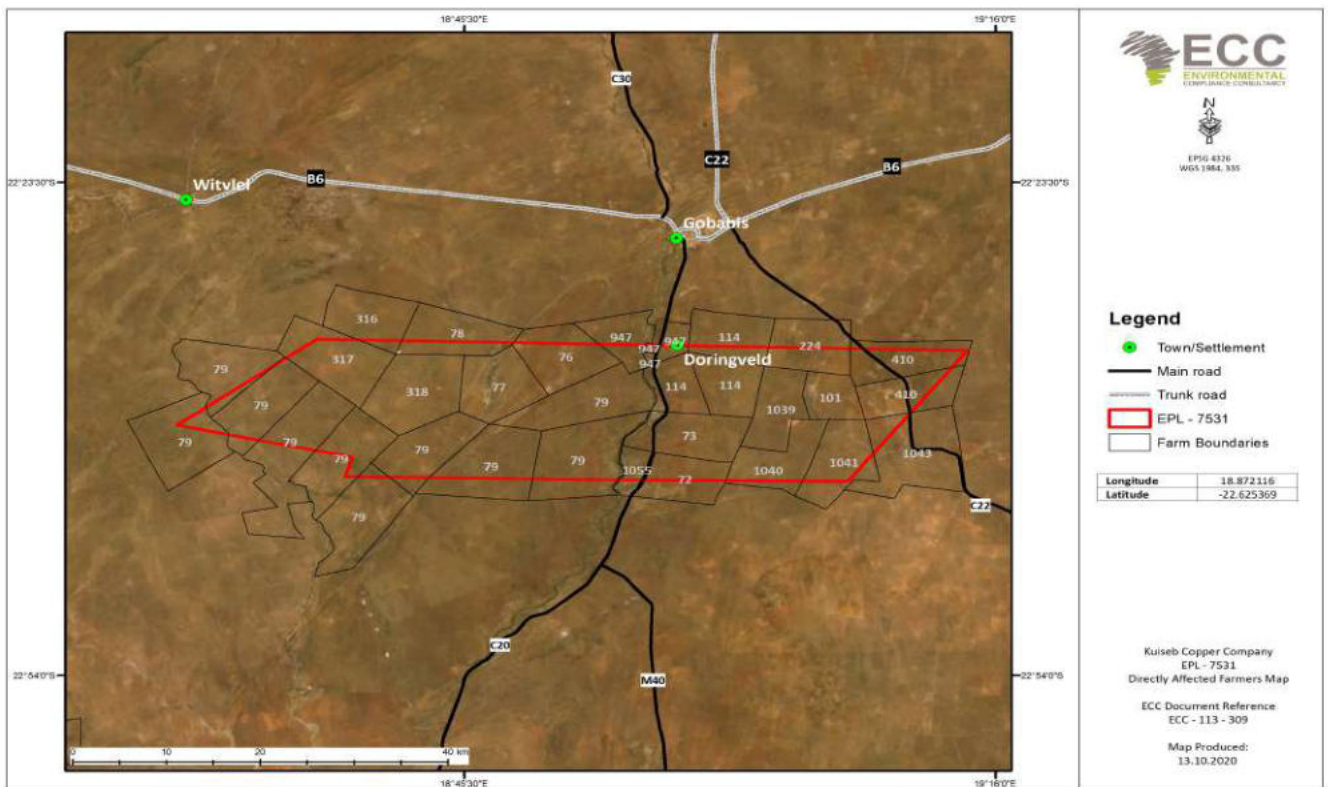 18°45'30"E
19°16'0"E
22°23'30"S
22°23'30"S
C30
C22
B6
B6
Witvlei
Gobabis
316
78
317
318
77
76
947
947
947
947
114
224
410
Doringveld
79
79
79
79
79
79
79
79
79
79
114
114
101
410
1039
73
1055
72
1040
1041
1043
C22
C20
M40
22°54'0"S
22°54'0"S
0 10 20 40 km
18°45'30"E
19°16'0"E
ECC
ENVIRONMENTAL
COMPLIANCE CONSULTANCY
N
EPSG 4326
WGS 1984, 33S
Legend
Town/Settlement
Main road
Trunk road
EPL - 7531
Farm Boundaries
Longitude 18.872116
Latitude -22.625369
Kuiseb Copper Company
EPL - 7531
Directly Affected Farmers Map
ECC Document Reference
ECC - 113 - 309
Map Produced:
13.10.2020